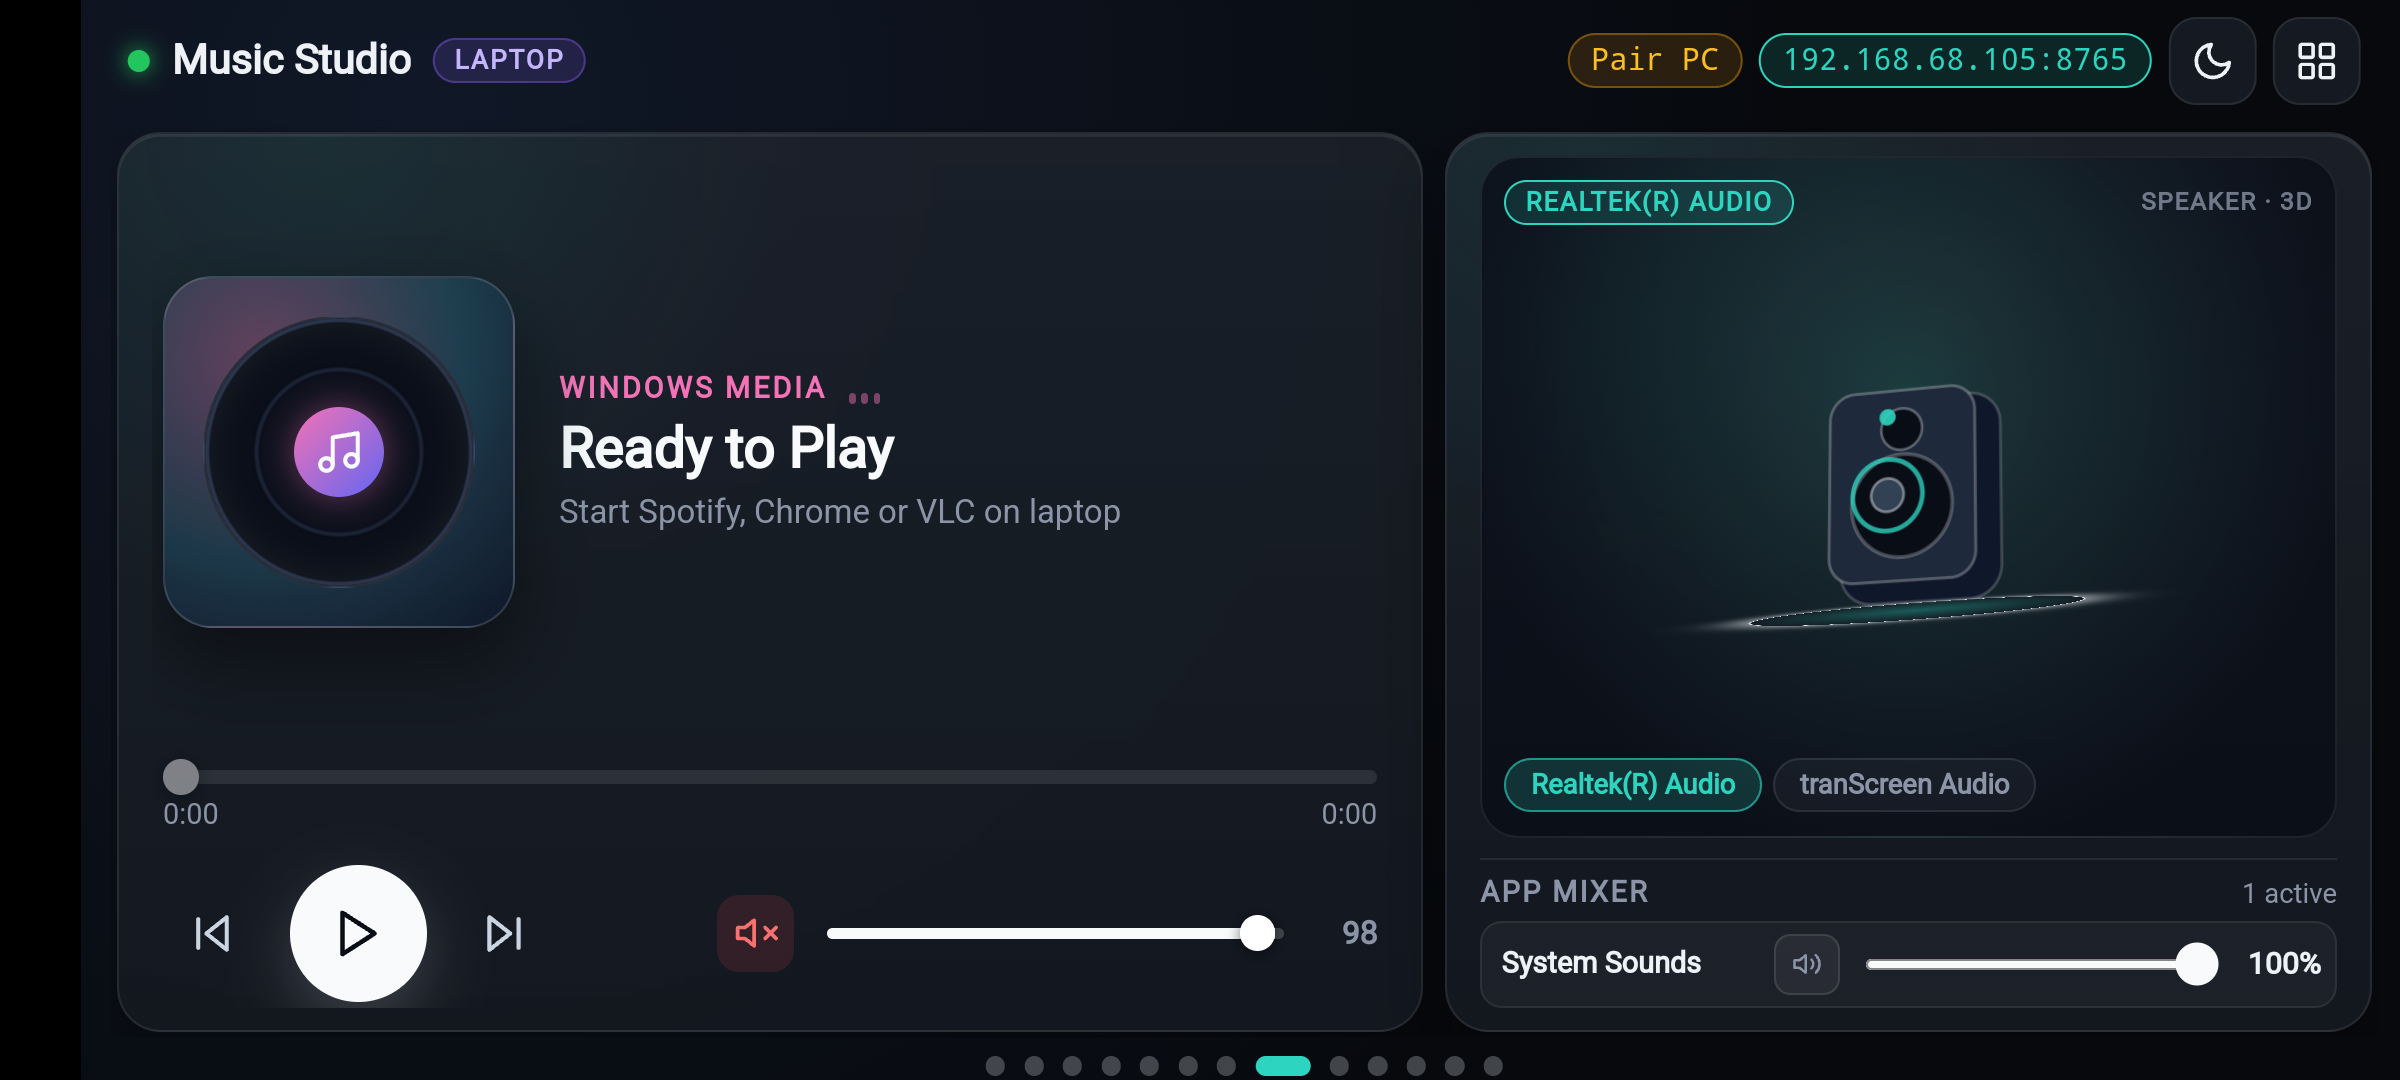 Music Studio
LAPTOP
Pair PC
192.168.68.105:8765
WINDOWS MEDIA
Ready to Play
Start Spotify, Chrome or VLC on laptop
0:00
0:00
98
REALTEK(R) AUDIO
SPEAKER · 3D
Realtek(R) Audio
tranScreen Audio
APP MIXER
1 active
System Sounds
100%